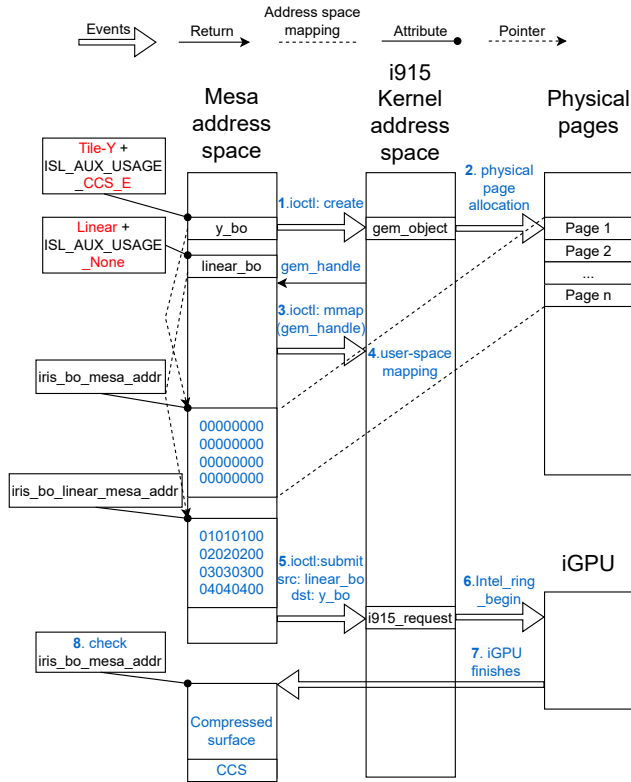 Events
Return
Address space
mapping
Attribute
Pointer
Mesa
address
space
i915
Kernel
address
space
Physical
pages
Tile-Y +
ISL_AUX_USAGE
_CCS_E
Linear +
ISL_AUX_USAGE
_None
y_bo
linear_bo
1.ioctl: create
gem_object
2. physical
page
allocation
Page 1
Page 2
...
Page n
gem_handle
3.ioctl: mmap
(gem_handle)
4.user-space
mapping
iris_bo_mesa_addr
00000000
00000000
00000000
00000000
iris_bo_linear_mesa_addr
01010100
02020200
03030300
04040400
5.ioctl:submit
src: linear_bo
dst: y_bo
i915_request
6.Intel_ring
_begin
iGPU
7. iGPU
finishes
8. check
iris_bo_mesa_addr
Compressed
surface
CCS